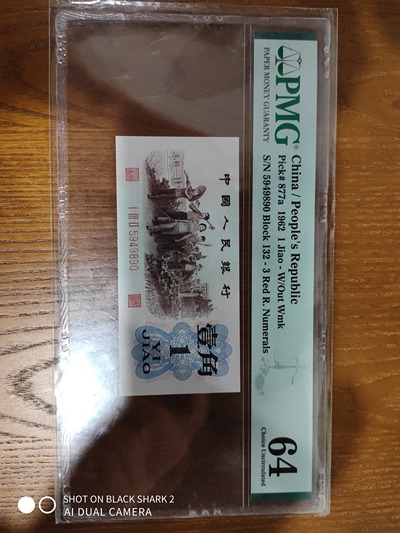 PMG
PAPER MONEY GUARANTY
China / People's Republic
Pick# 877a 1962 1 Jiao - W/Out Wmk
S/N 5949890 Block 132 - 3 Red R. Numerals
64
Choice Uncirculated
中國人民銀行
壹角
1
YI
JIAO
5949890
SHOT ON BLACK SHARK 2
AI DUAL CAMERA